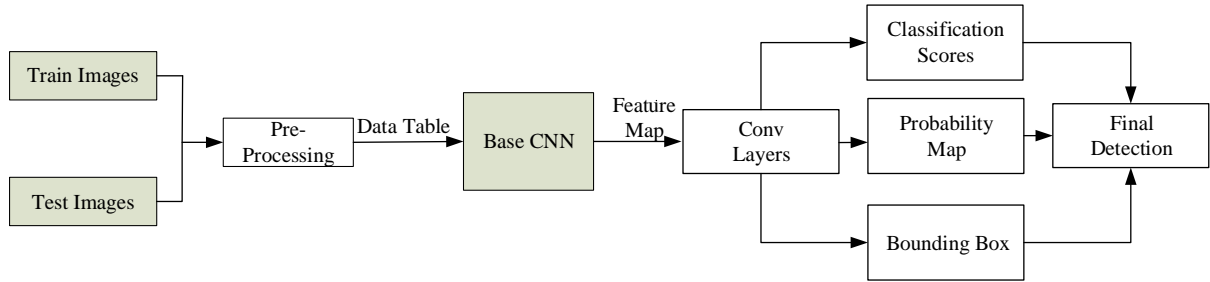 Train Images
Test Images
Pre-
Processing
Data Table
Base CNN
Feature
Map
Conv
Layers
Classification
Scores
Probability
Map
Bounding Box
Final
Detection